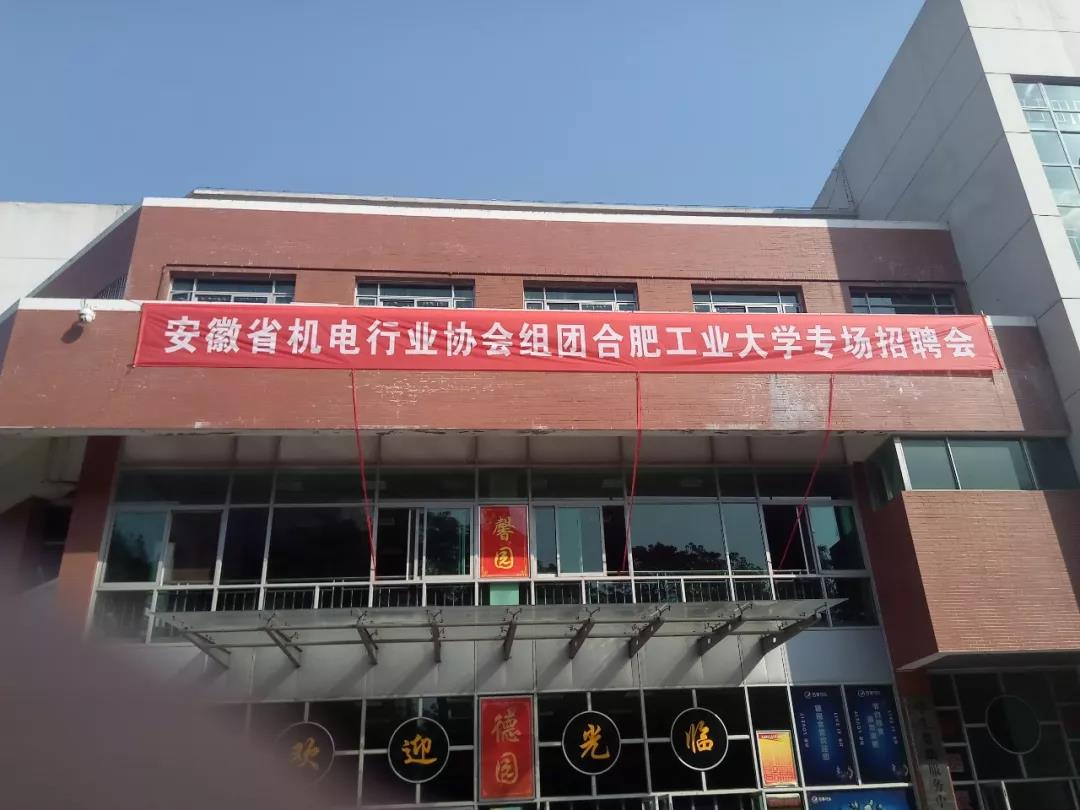 安徽省机电行业协会组团合肥工业大学专场招聘会
馨园
德园
欢迎光临